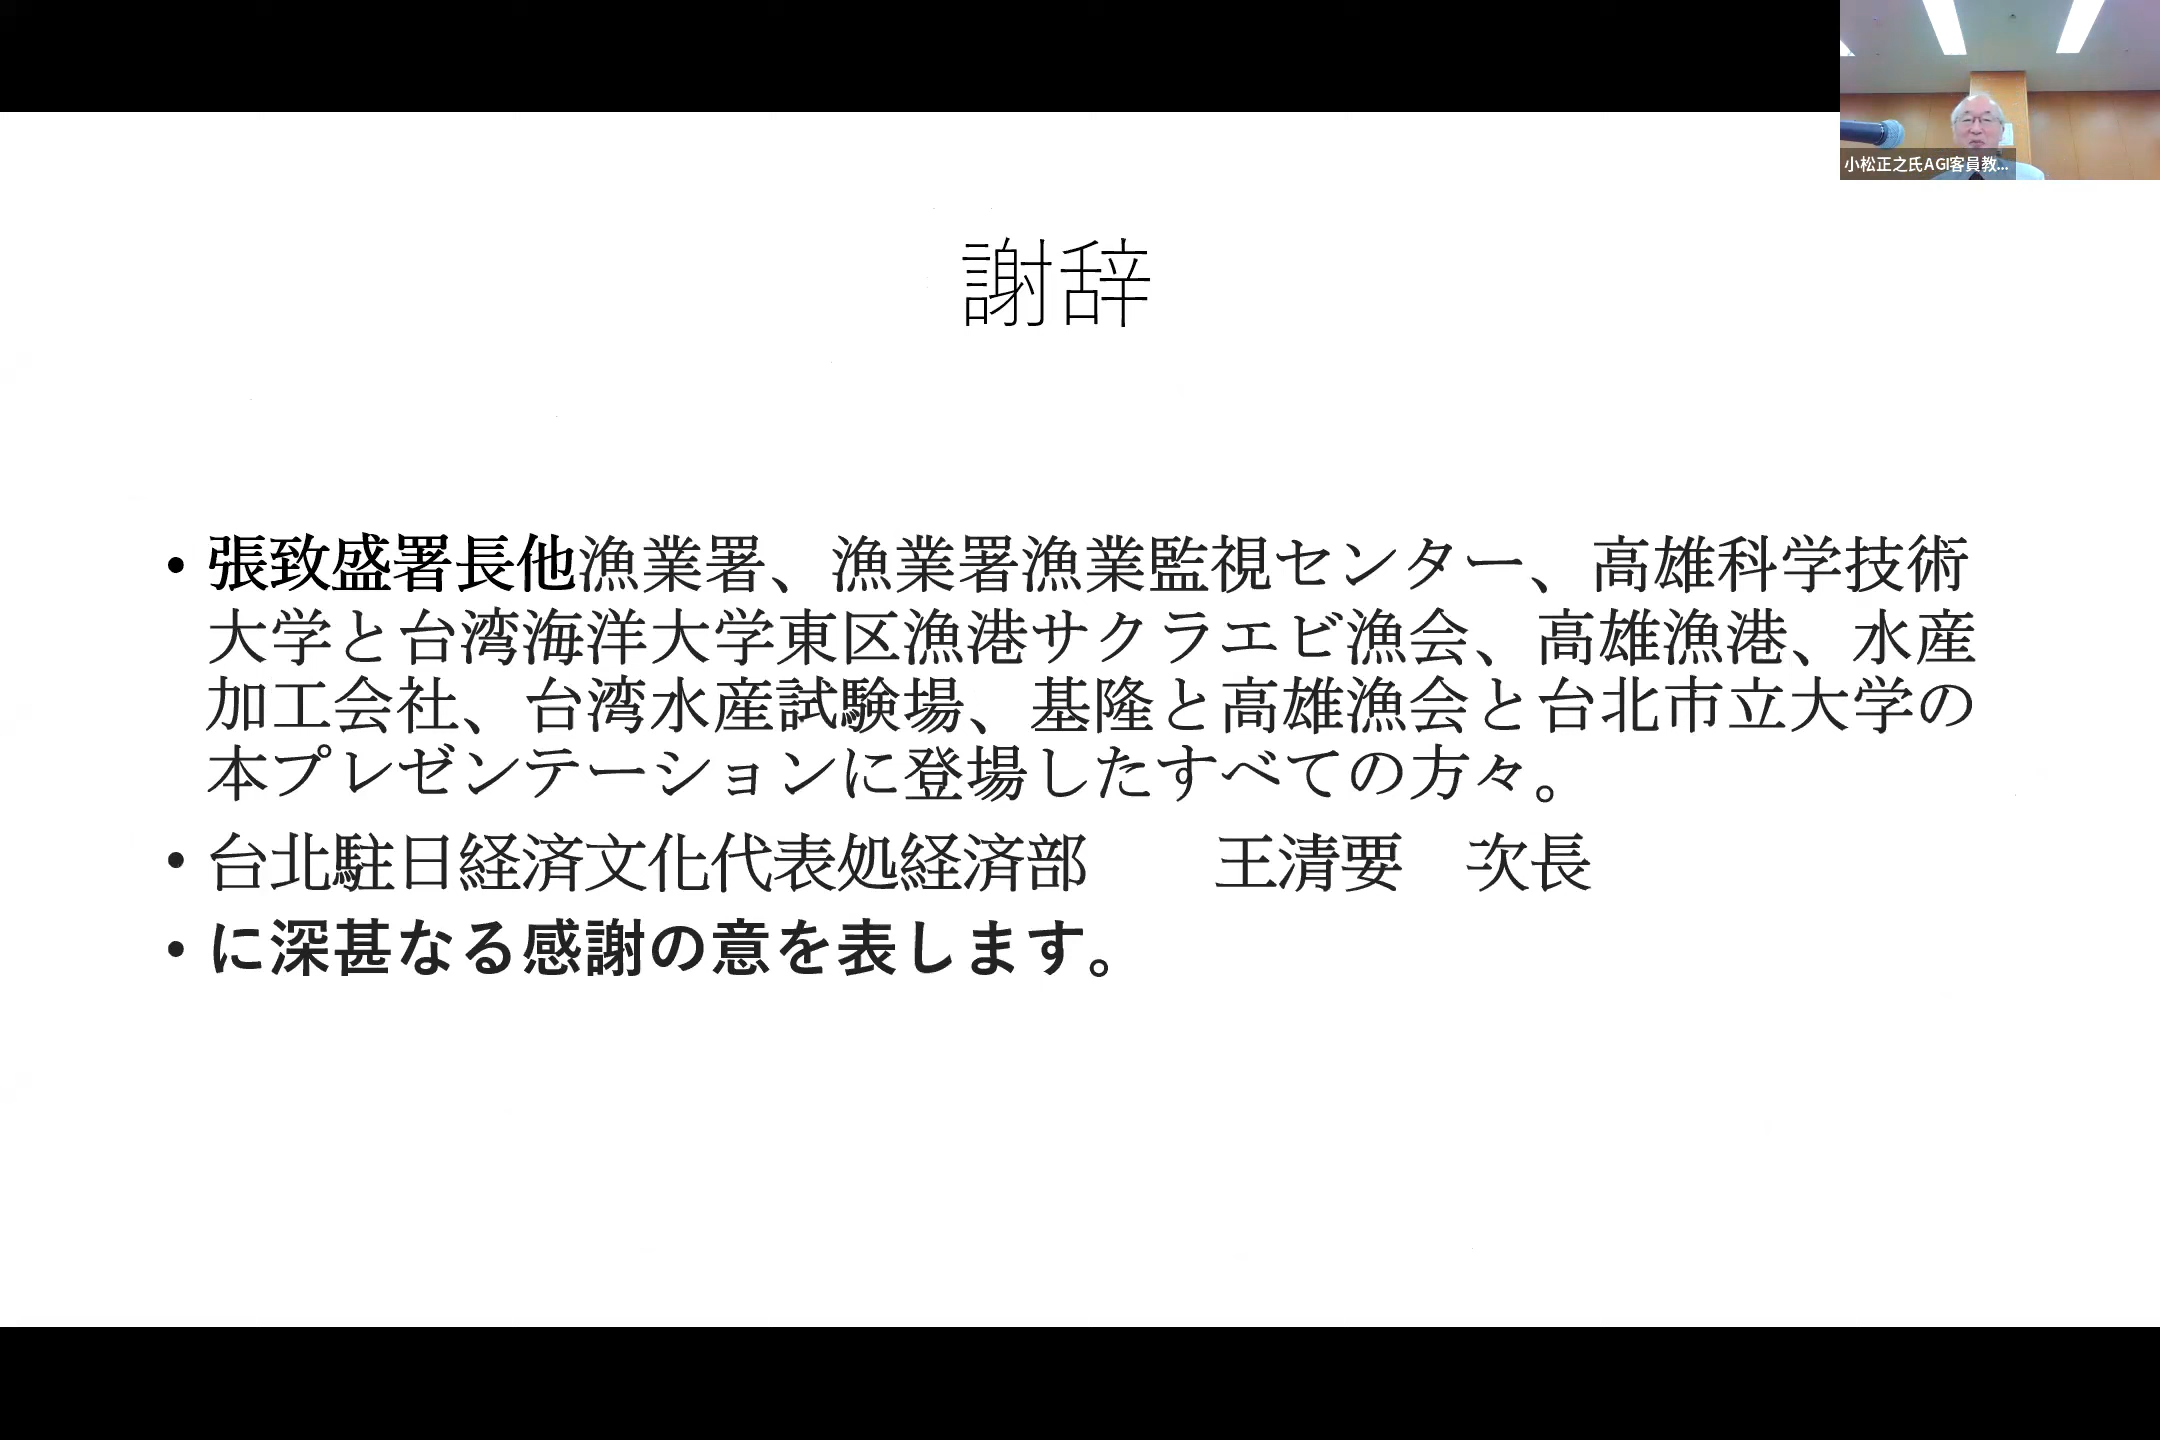 小松正之氏AGI客員教...
謝辞
• 張致盛署長他漁業署、漁業署漁業監視センター、高雄科学技術
大学と台湾海洋大学東区漁港サクラエビ漁会、高雄漁港、水産
加工会社、台湾水産試験場、基隆と高雄漁会と台北市立大学の
本プレゼンテーションに登場したすべての方々。
• 台北駐日経済文化代表処経済部　　王清要　次長
• に深甚なる感謝の意を表します。